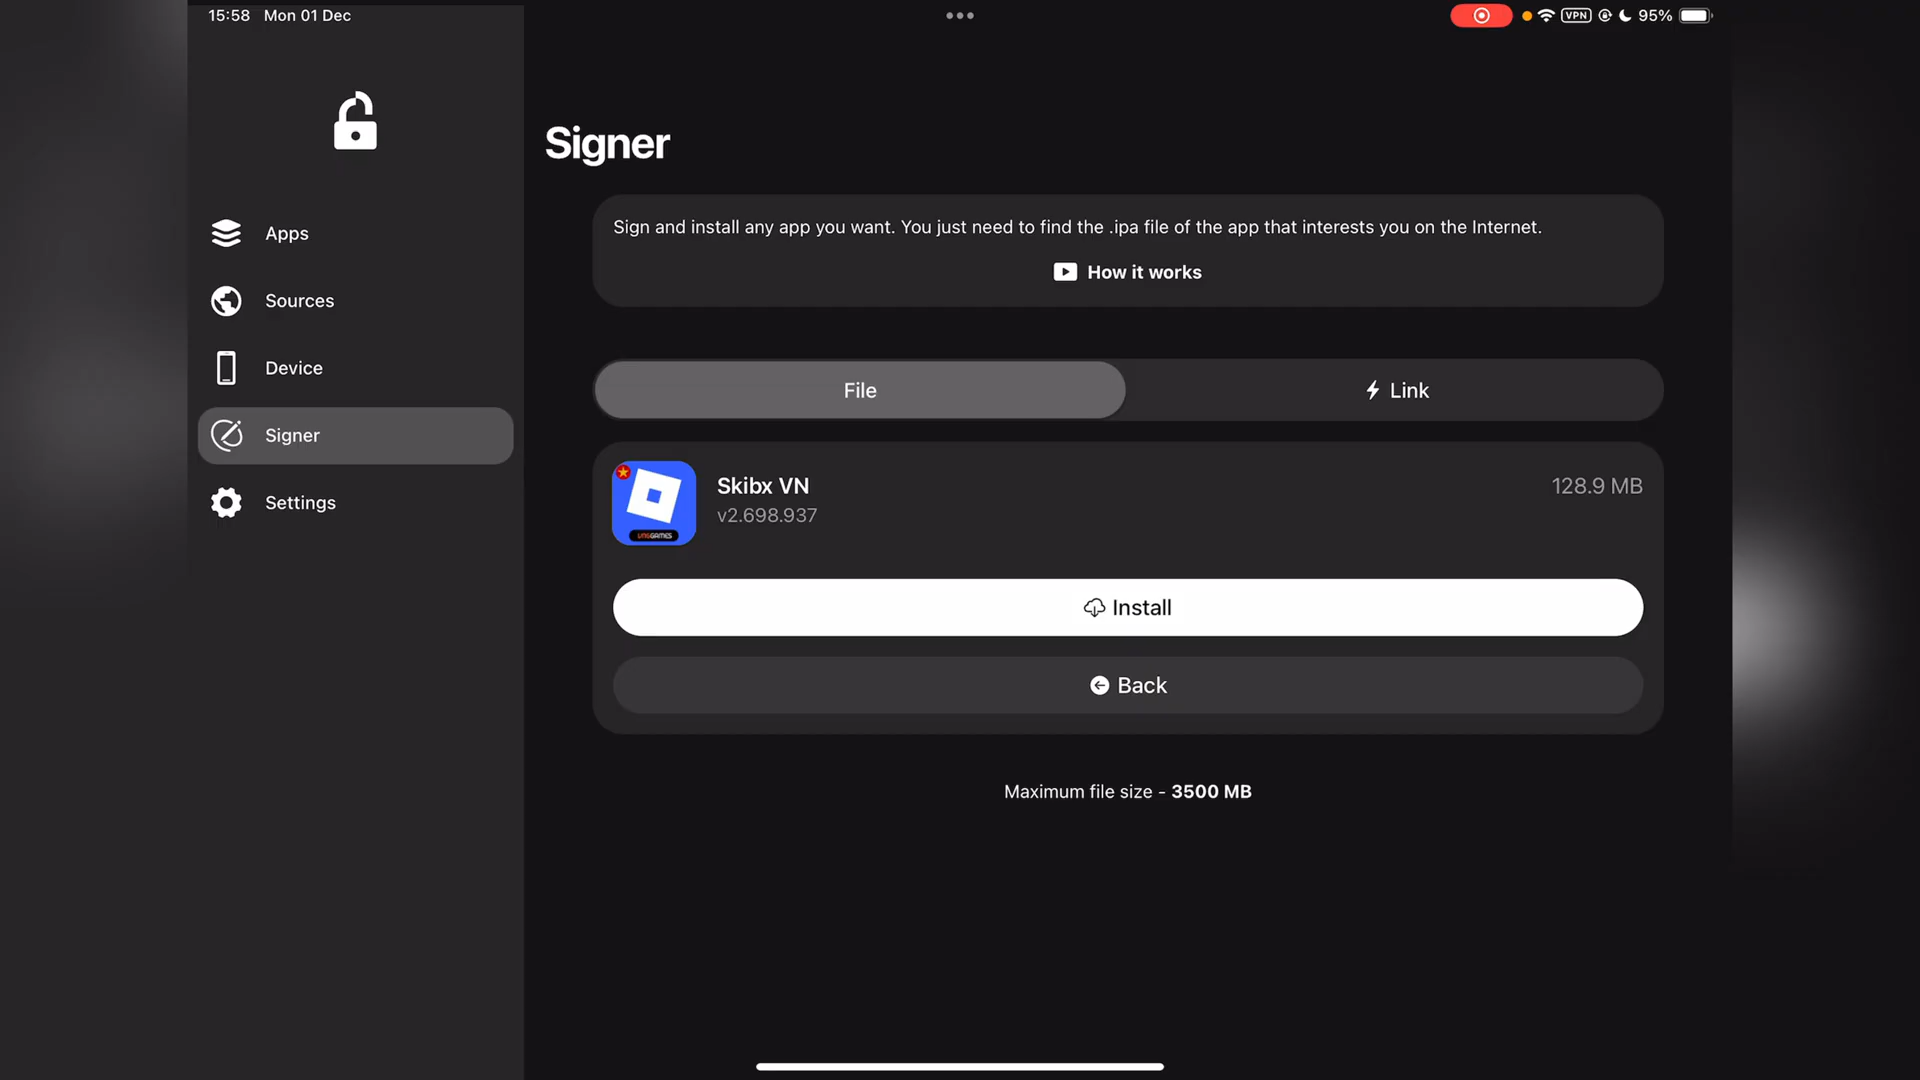 15:58 Mon 01 Dec
VPN 95%
Apps
Sources
Device
Signer
Settings
Signer
Sign and install any app you want. You just need to find the .ipa file of the app that interests you on the Internet.
How it works
File
Link
Skibx VN
128.9 MB
v2.698.937
VNGGAMES
Install
Back
Maximum file size - 3500 MB